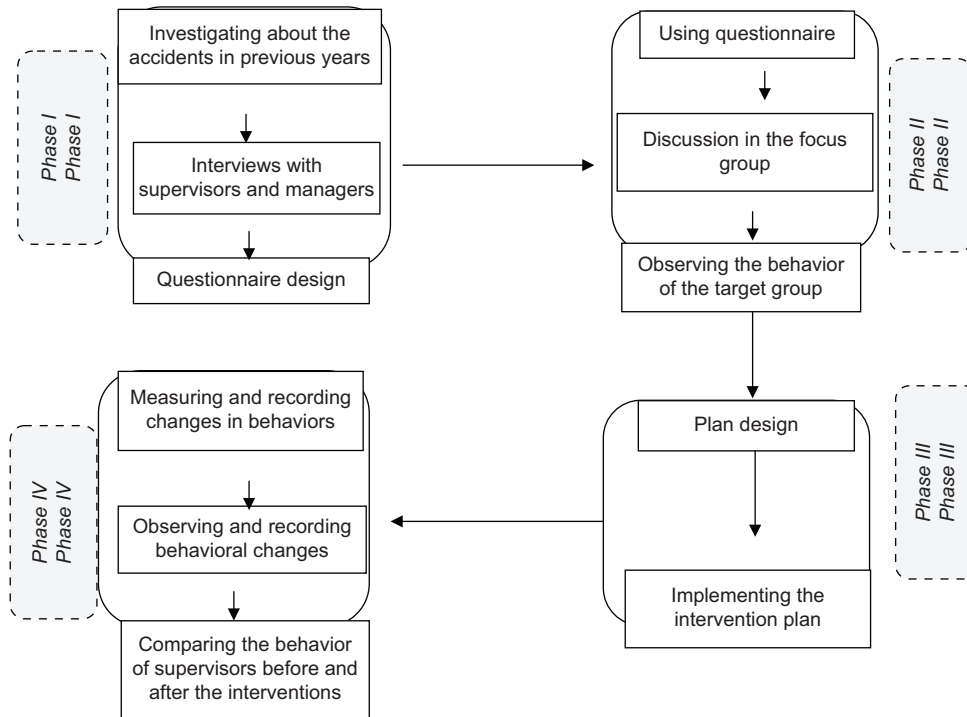 Phase I
Phase I
Investigating about the
accidents in previous years
Interviews with
supervisors and managers
Questionnaire design
Using questionnaire
Discussion in the focus
group
Observing the behavior
of the target group
Phase II
Phase II
Plan design
Implementing the
intervention plan
Phase III
Phase III
Phase IV
Phase IV
Measuring and recording
changes in behaviors
Observing and recording
behavioral changes
Comparing the behavior
of supervisors before and
after the interventions